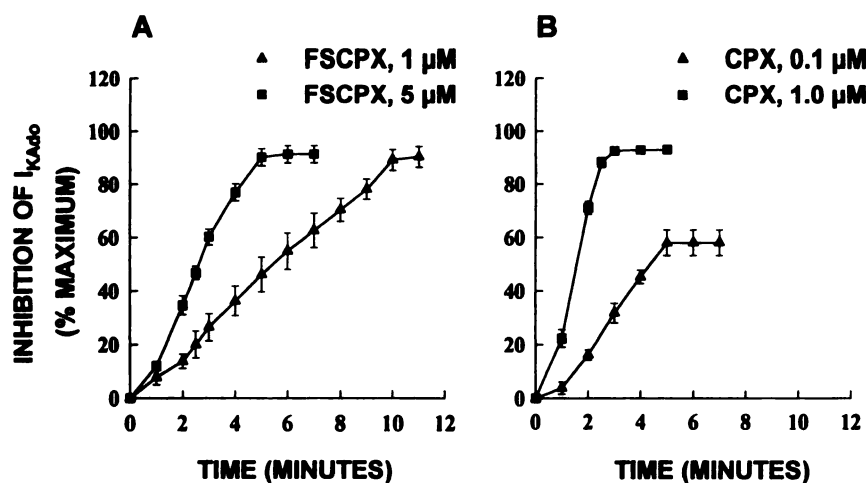 A
▲ FSCPX, 1 µM
■ FSCPX, 5 µM
INHIBITION OF I_KAdo
(% MAXIMUM)
120
100
80
60
40
20
0
0 2 4 6 8 10 12
TIME (MINUTES)
B
▲ CPX, 0.1 µM
■ CPX, 1.0 µM
120
100
80
60
40
20
0
0 2 4 6 8 10 12
TIME (MINUTES)